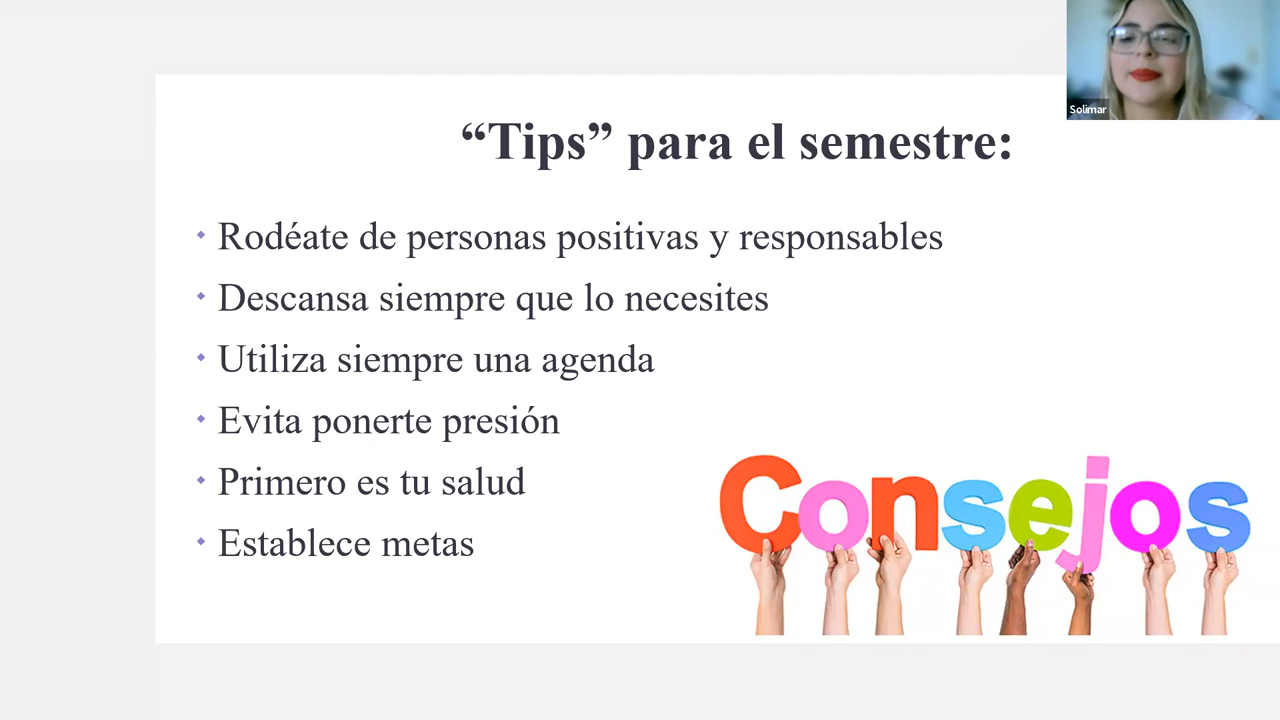 Solimar
“Tips” para el semestre:
Rodéate de personas positivas y responsables
Descansa siempre que lo necesites
Utiliza siempre una agenda
Evita ponerte presión
Primero es tu salud
Establece metas
Consejos